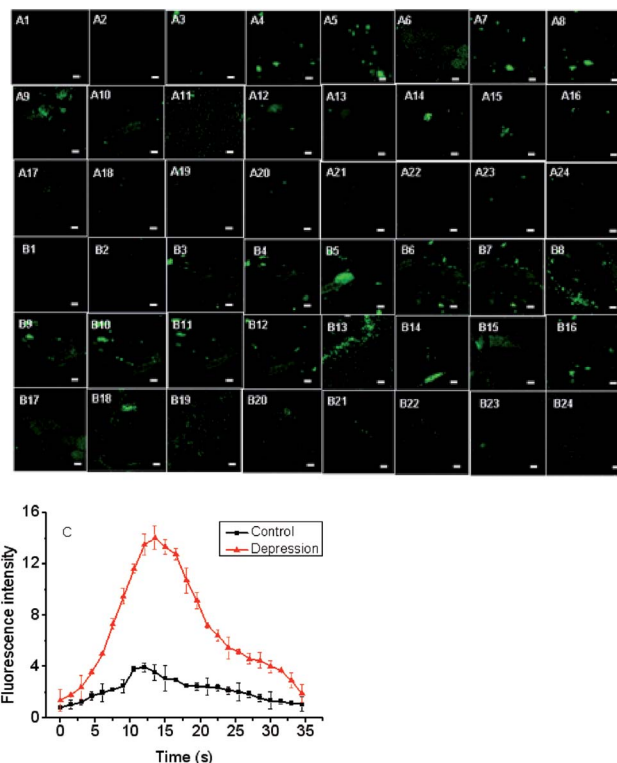 A1 A2 A3 A4 A5 A6 A7 A8
A9 A10 A11 A12 A13 A14 A15 A16
A17 A18 A19 A20 A21 A22 A23 A24
B1 B2 B3 B4 B5 B6 B7 B8
B9 B10 B11 B12 B13 B14 B15 B16
B17 B18 B19 B20 B21 B22 B23 B24
C
Control
Depression
Fluorescence intensity
16
12
8
4
0
0 5 10 15 20 25 30 35
Time (s)